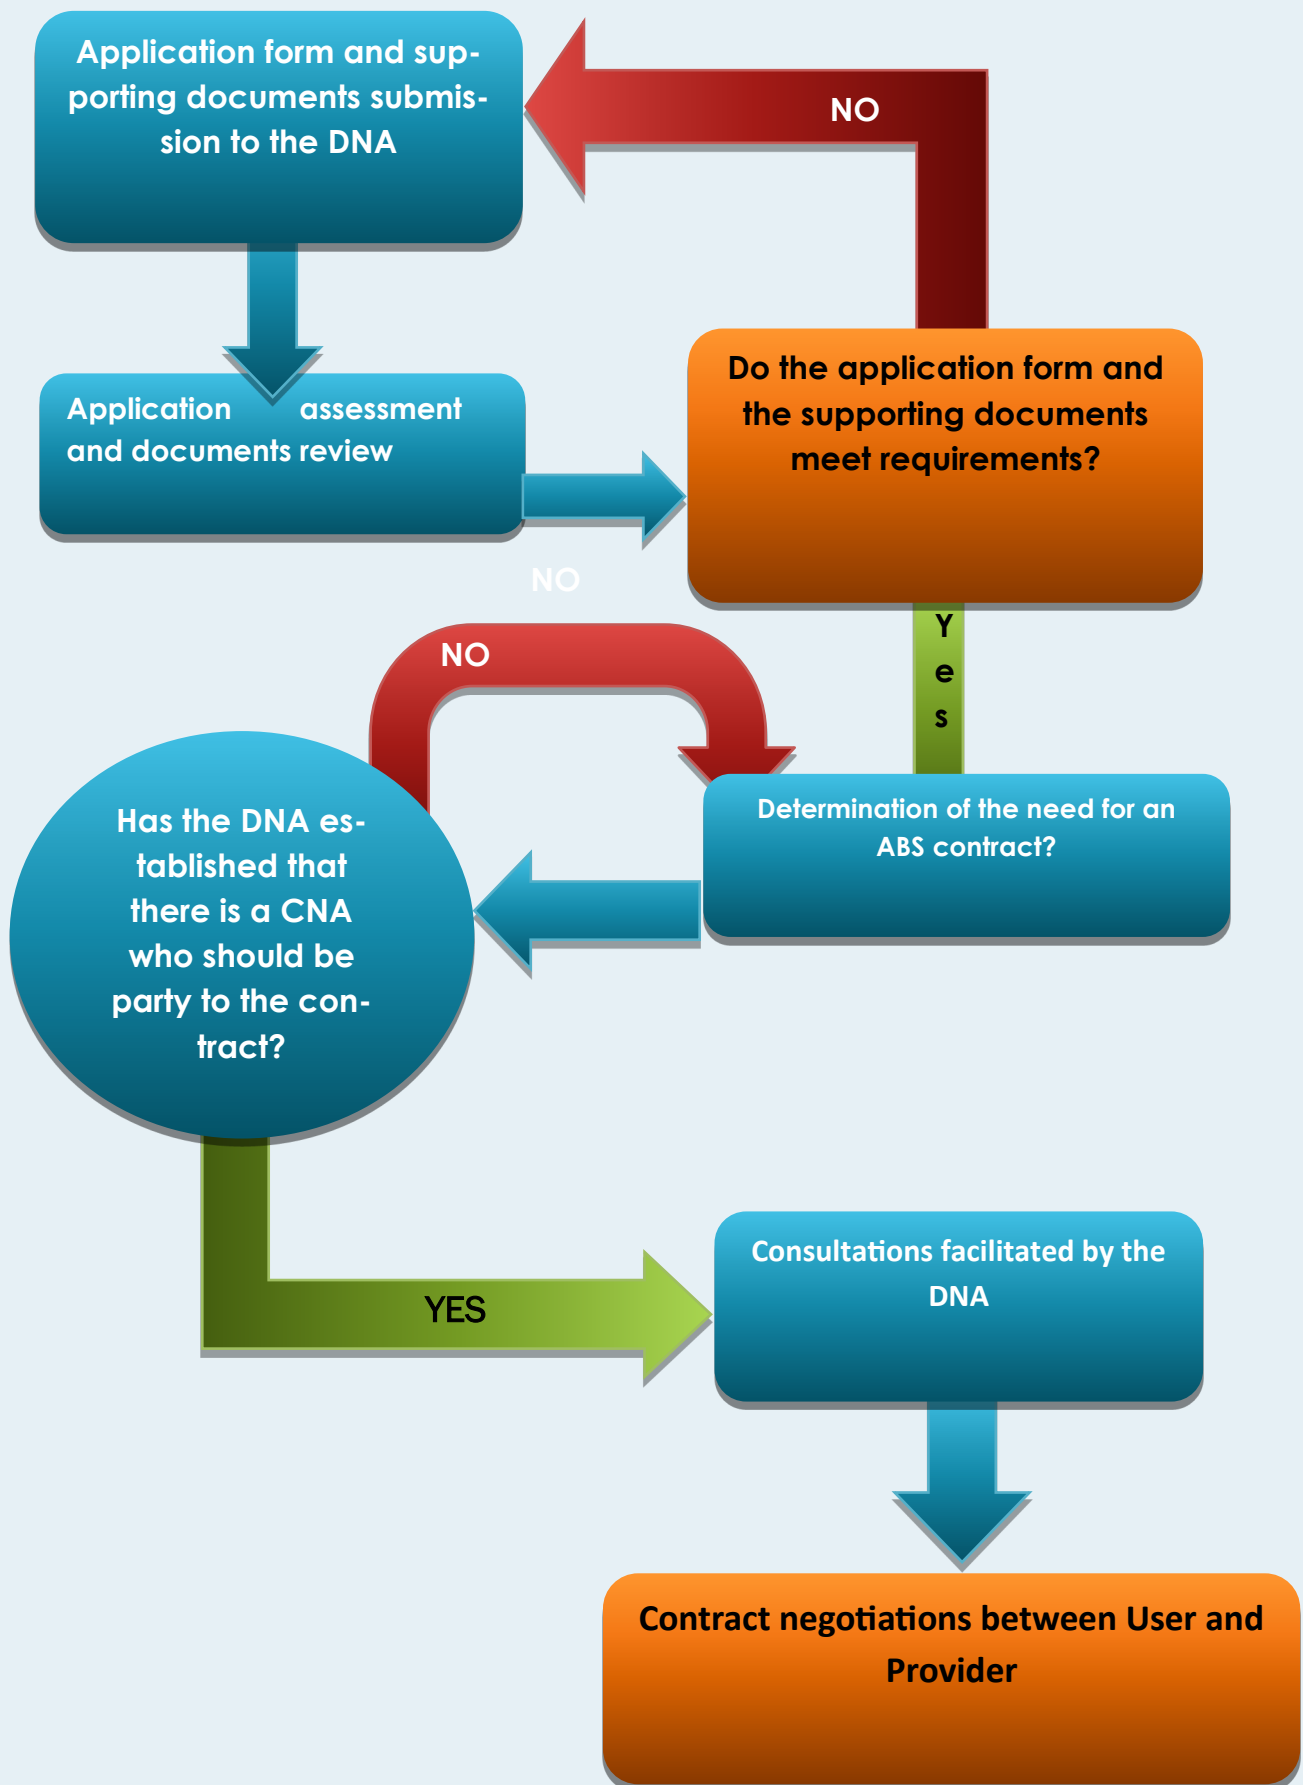 Application form and sup-
porting documents submis-
sion to the DNA
NO
Application assessment
and documents review
Do the application form and
the supporting documents
meet requirements?
NO
NO
Y
e
s
Has the DNA es-
tablished that
there is a CNA
who should be
party to the con-
tract?
Determination of the need for an
ABS contract?
YES
Consultations facilitated by the
DNA
Contract negotiations between User and
Provider